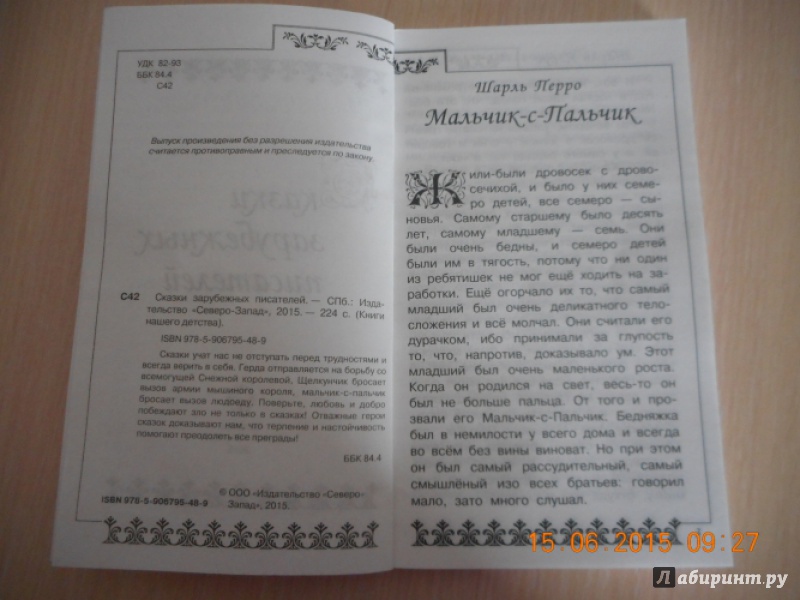 УДК 82-93
ББК 84.4
С42
Выпуск произведения без разрешения издательства
считается противоправным и преследуется по закону.
С42 Сказки зарубежных писателей. — СПб.: Изда-
тельство «Северо-Запад», 2015. — 224 с. (Книги
нашего детства).
ISBN 978-5-906795-48-9
Сказки учат нас не отступать перед трудностями и
всегда верить в себя. Герда отправляется на борьбу со
всемогущей Снежной королевой, Щелкунчик бросает
вызов армии мышиного короля, мальчик-с-пальчик
бросает вызов людоеду. Поверьте, любовь и добро
побеждают зло не только в сказках! Отважные герои
сказок доказывают нам, что терпение и настойчивость
помогают преодолеть все преграды!
ББК 84.4
© ООО «Издательство «Северо-
ISBN 978-5-906795-48-9 Запад», 2015.
Шарль Перро
Мальчик-с-Пальчик
Жили-были дровосек с дрово-
сечихой, и было у них семе-
ро детей, все семеро — сы-
новья. Самому старшему было десять
лет, самому младшему — семь. Они
были очень бедны, и семеро детей
были им в тягость, потому что ни один
из ребятишек не мог ещё ходить на за-
работки. Ещё огорчало их то, что самый
младший был очень деликатного тело-
сложения и всё молчал. Они считали его
дурачком, ибо принимали за глупость
то, что, напротив, доказывало ум. Этот
младший был очень маленького роста.
Когда он родился на свет, весь-то он
был не больше пальца. От того и про-
звали его Мальчик-с-Пальчик. Бедняжка
был в немилости у всего дома и всегда
во всём без вины виноват. Но при этом
он был самый рассудительный, самый
смышлёный изо всех братьев: говорил
мало, зато много слушал.
сказки
зарубежных
писателей
15.06.2015 09:27
Лабиринт.ру